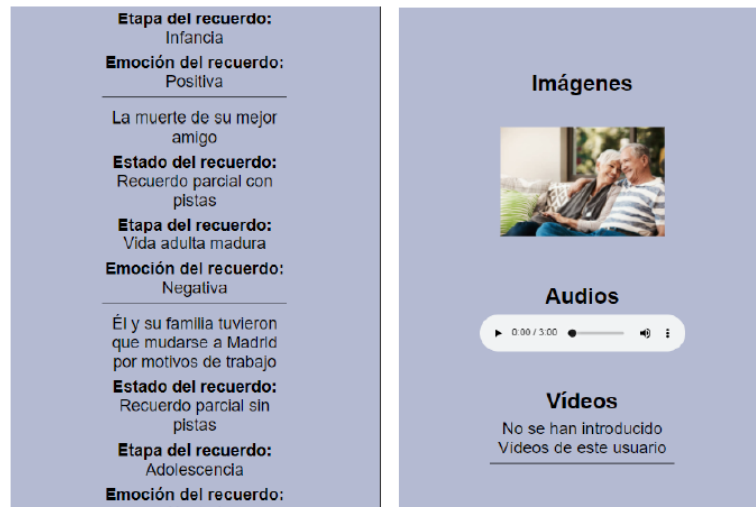 Etapa del recuerdo:
Infancia
Emoción del recuerdo:
Positiva
La muerte de su mejor
amigo
Estado del recuerdo:
Recuerdo parcial con
pistas
Etapa del recuerdo:
Vida adulta madura
Emoción del recuerdo:
Negativa
Él y su familia tuvieron
que mudarse a Madrid
por motivos de trabajo
Estado del recuerdo:
Recuerdo parcial sin
pistas
Etapa del recuerdo:
Adolescencia
Emoción del recuerdo:
Imágenes
Audios
0:00 / 3:00
Vídeos
No se han introducido
Vídeos de este usuario